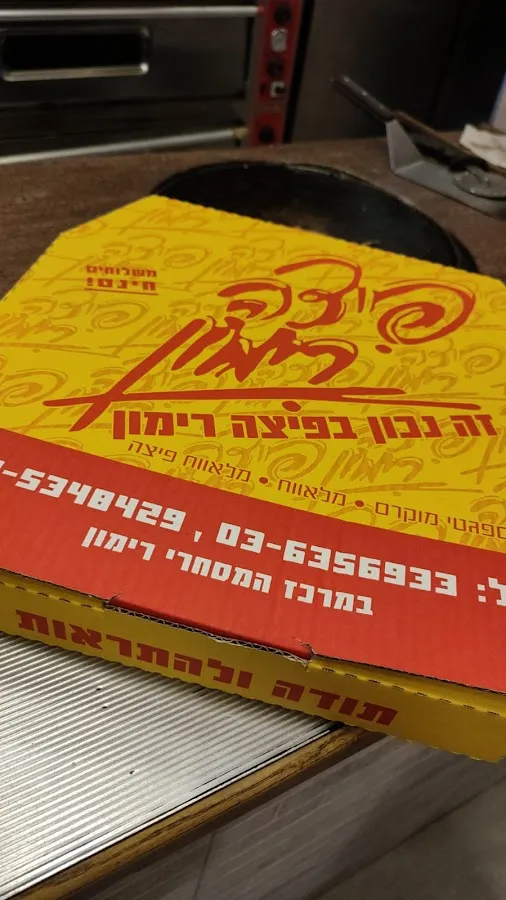 משלוחים
חינם!
פיצה
רימון
זה נכון בפיצה רימון
ספגטי מוקרם • מלאווח • מלאווח פיצה
ל: 03-6356933 , -5348429
במרכז המסחרי רימון
תודה ולהתראות